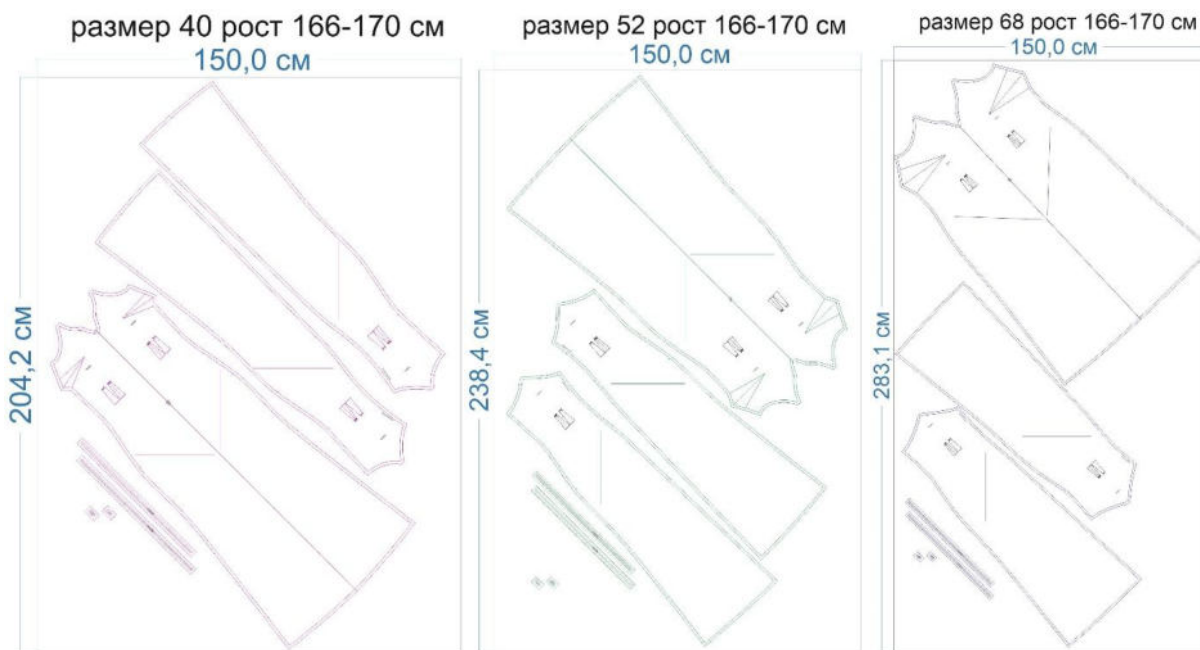 размер 40 рост 166-170 см
150,0 см
204,2 см
размер 52 рост 166-170 см
150,0 см
238,4 см
размер 68 рост 166-170 см
150,0 см
283,1 см